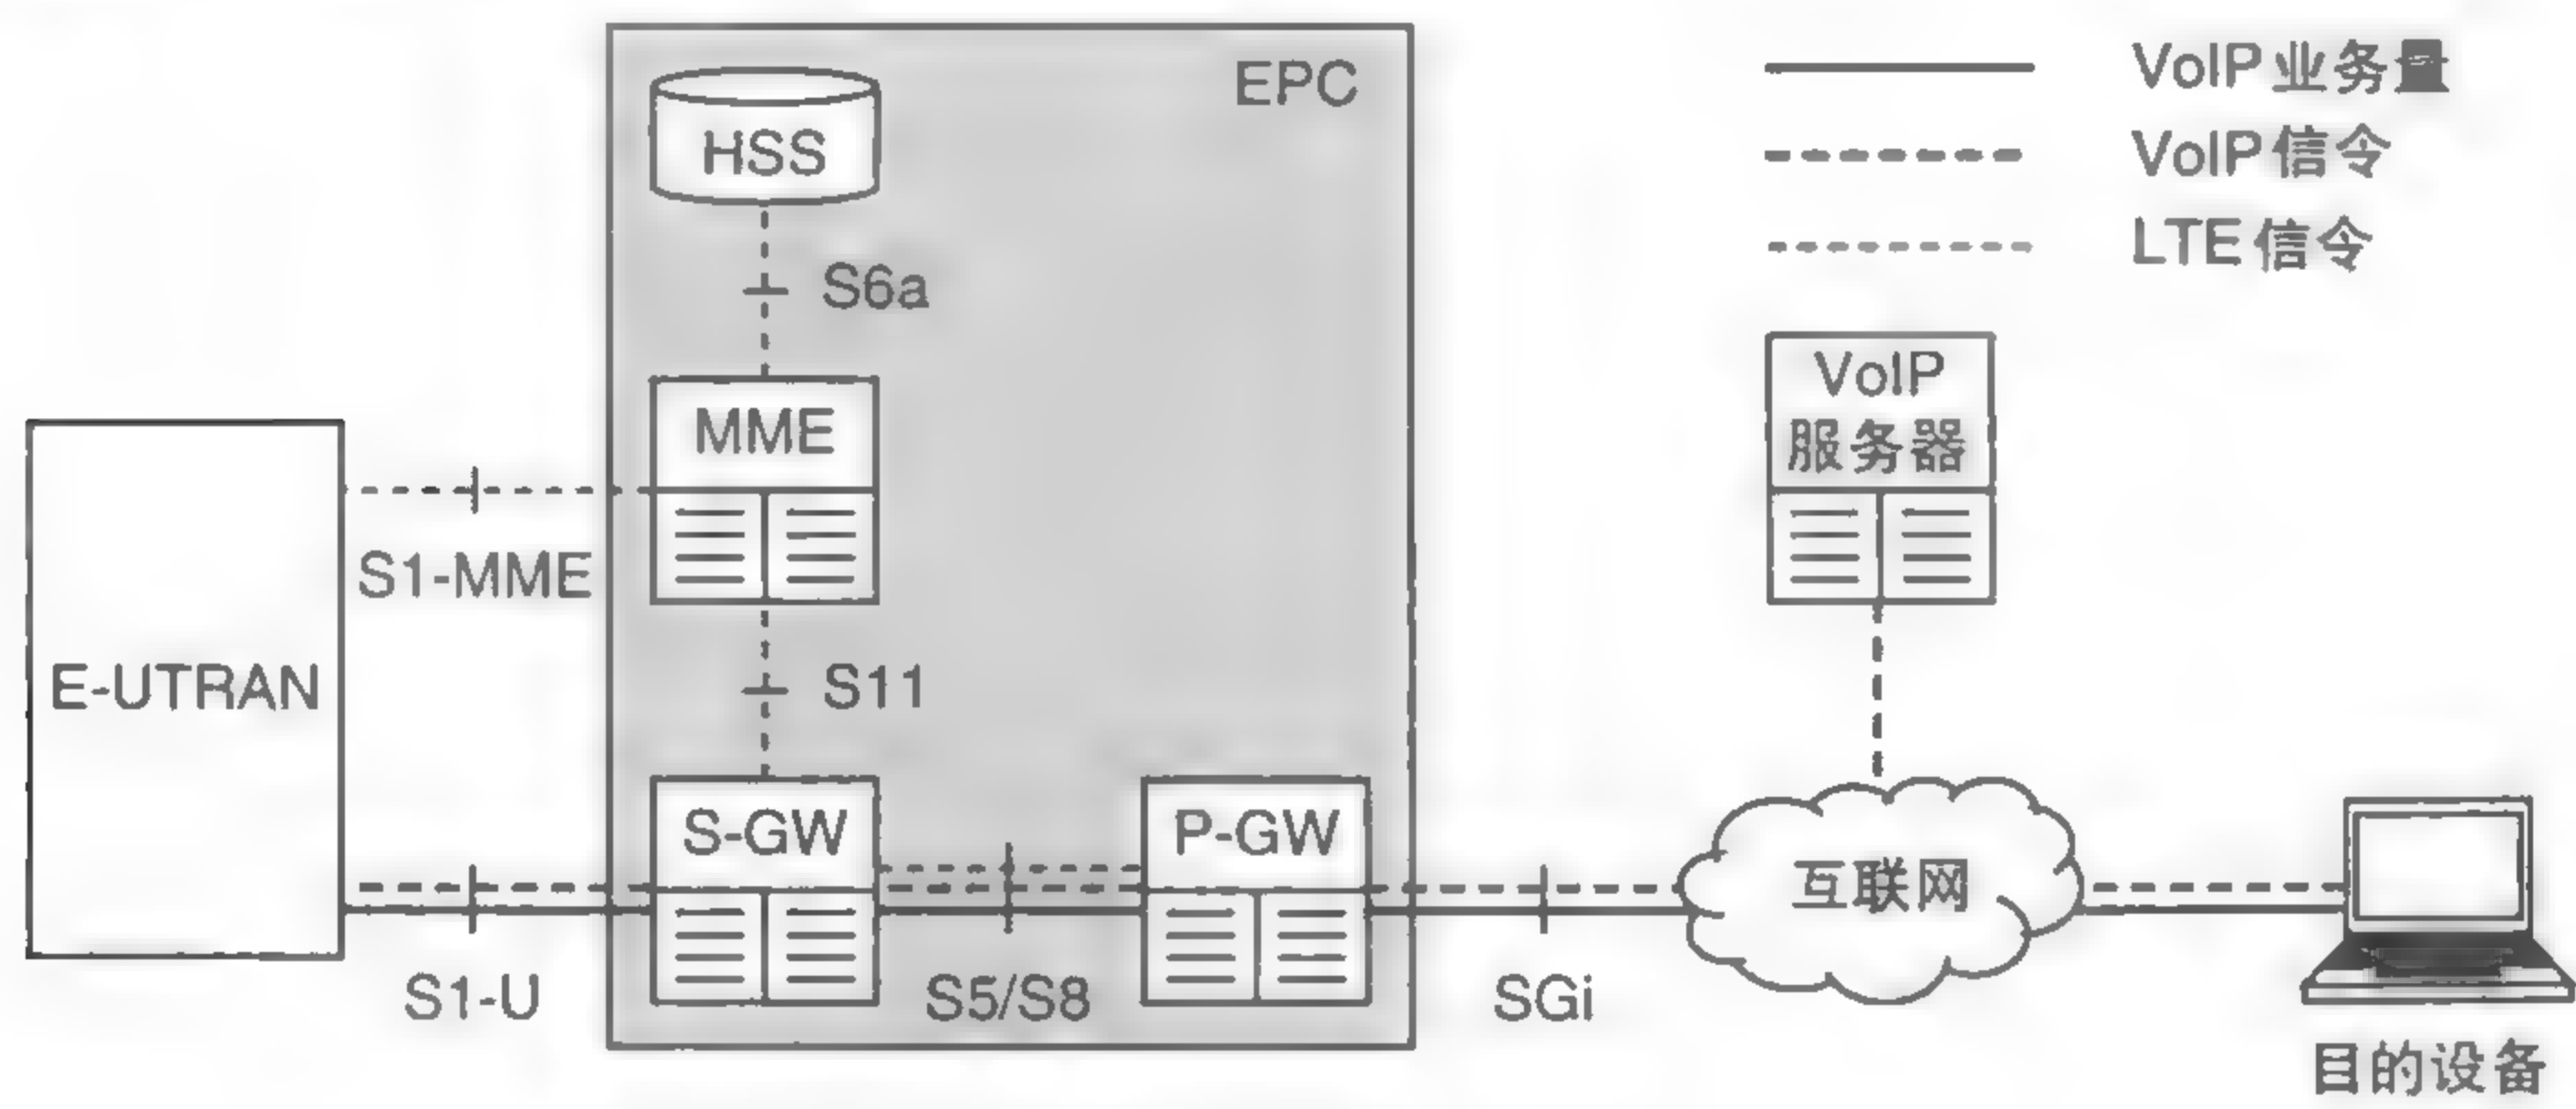 EPC
HSS
S6a
MME
S1-MME
E-UTRAN
S11
S-GW
P-GW
S1-U
S5/S8
SGi
VoIP 业务量
VoIP 信令
LTE 信令
VoIP
服务器
互联网
目的设备